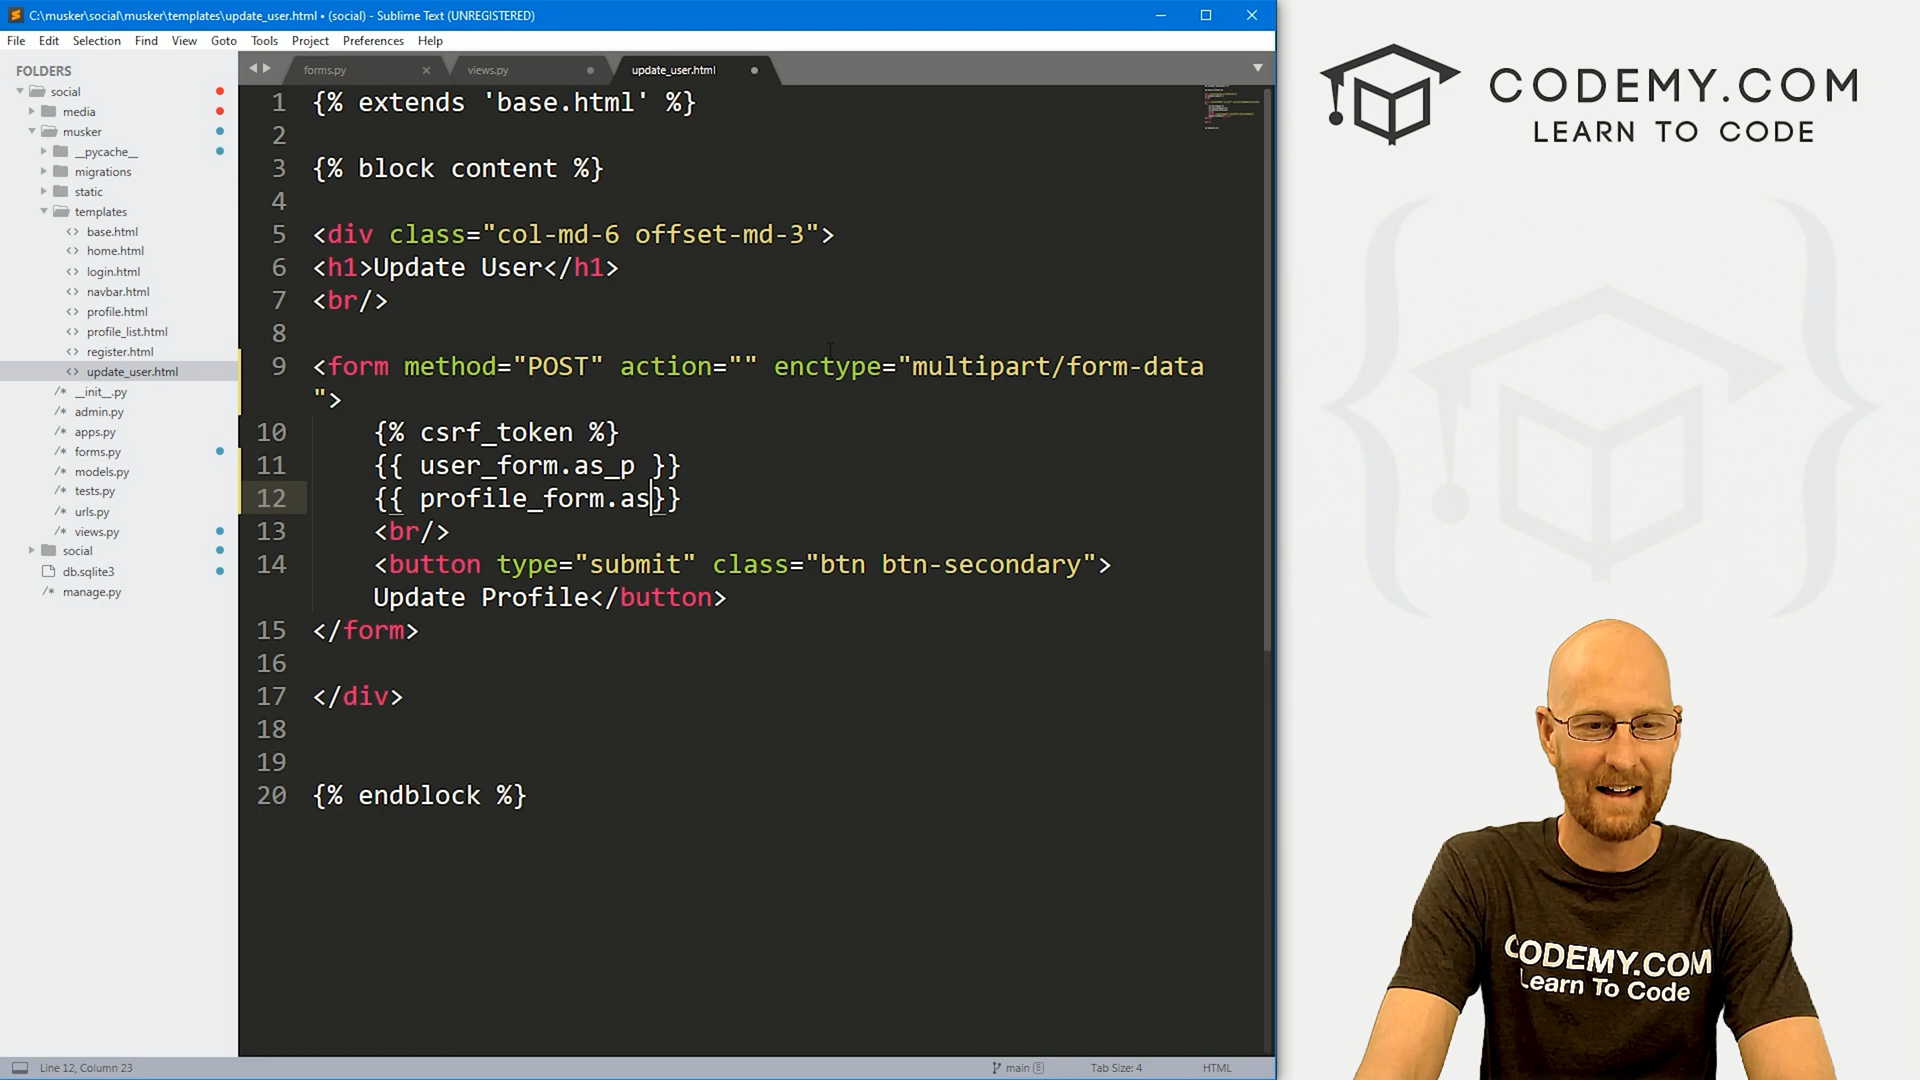 C:\musker\social\musker\templates\update_user.html • (social) - Sublime Text (UNREGISTERED)
File Edit Selection Find View Goto Tools Project Preferences Help
FOLDERS
social
media
musker
__pycache__
migrations
static
templates
base.html
home.html
login.html
navbar.html
profile.html
profile_list.html
register.html
update_user.html
__init__.py
admin.py
apps.py
forms.py
models.py
tests.py
urls.py
views.py
social
db.sqlite3
manage.py
forms.py views.py update_user.html
1 {% extends 'base.html' %}
2
3 {% block content %}
4
5 <div class="col-md-6 offset-md-3">
6 <h1>Update User</h1>
7 <br/>
8
9 <form method="POST" action="" enctype="multipart/form-data
">
10 {% csrf_token %}
11 {{ user_form.as_p }}
12 {{ profile_form.as}}
13 <br/>
14 <button type="submit" class="btn btn-secondary">
Update Profile</button>
15 </form>
16
17 </div>
18
19
20 {% endblock %}
Line 12, Column 23
main 8
Tab Size: 4
HTML
CODEMY.COM
LEARN TO CODE
CODEMY.COM
Learn To Code